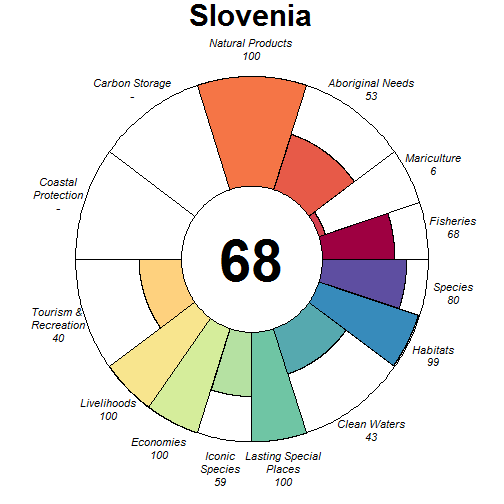 Slovenia
Natural Products
100
Carbon Storage
-
Aboriginal Needs
53
Mariculture
6
Coastal
Protection
-
Fisheries
68
68
Species
80
Tourism &
Recreation
40
Habitats
99
Livelihoods
100
Clean Waters
43
Economies
100
Iconic
Species
59
Lasting Special
Places
100